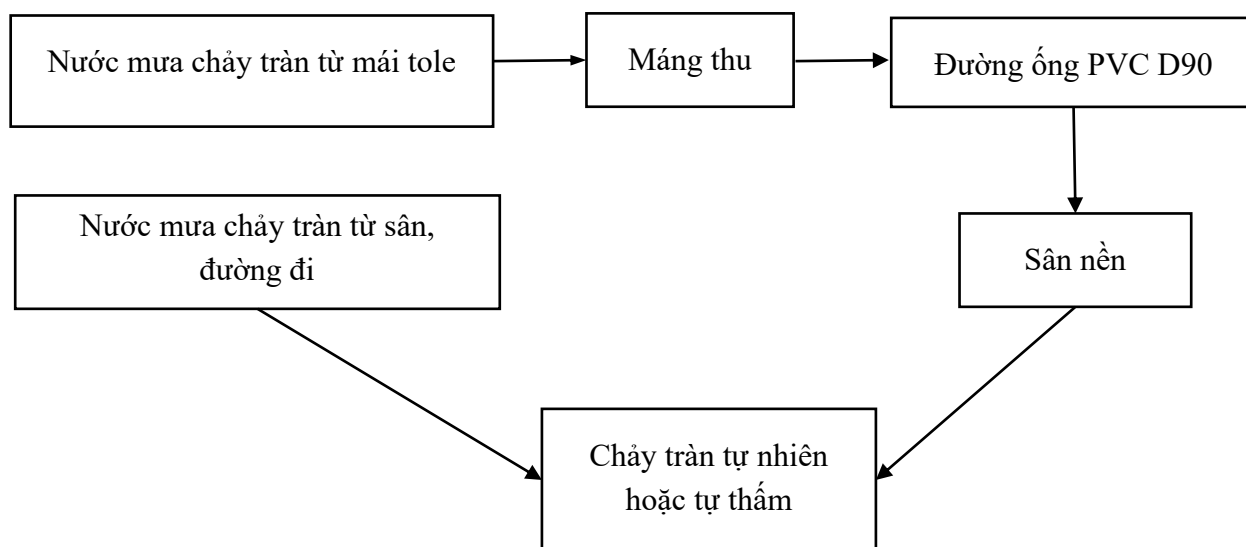 Nước mưa chảy tràn từ mái tole
Máng thu
Đường ống PVC D90
Nước mưa chảy tràn từ sân,
đường đi
Sân nền
Chảy tràn tự nhiên
hoặc tự thấm